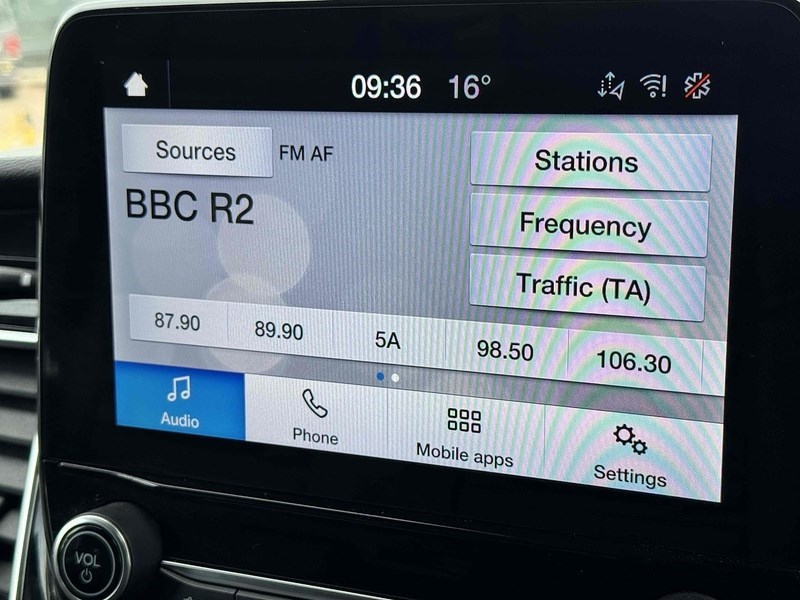 09:36 16°
Sources FM AF
BBC R2
Stations
Frequency
Traffic (TA)
87.90 89.90 5A 98.50 106.30
Audio Phone Mobile apps Settings
VOL